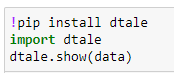 !pip install dtale
import dtale
dtale.show(data)